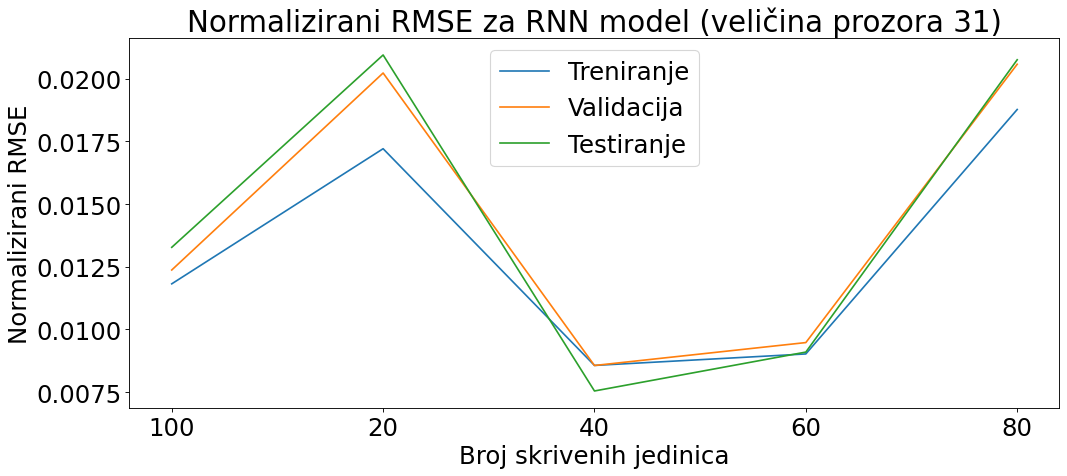 Normalizirani RMSE za RNN model (veličina prozora 31)
Treniranje
Validacija
Testiranje
Normalizirani RMSE
0.0200
0.0175
0.0150
0.0125
0.0100
0.0075
100 20 40 60 80
Broj skrivenih jedinica